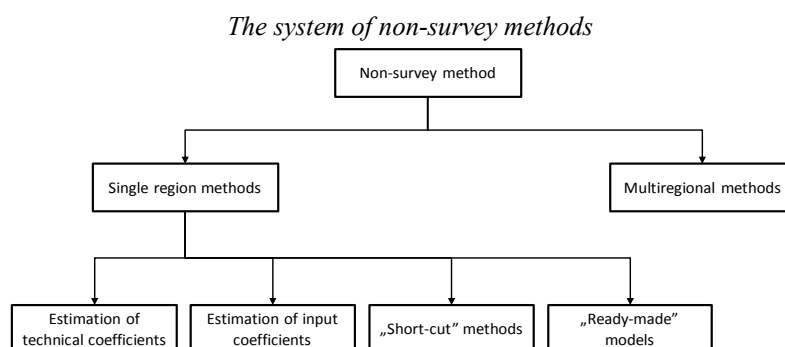 The system of non-survey methods
Non-survey method
Single region methods
Multiregional methods
Estimation of
technical coefficients
Estimation of input
coefficients
„Short-cut” methods
„Ready-made”
models